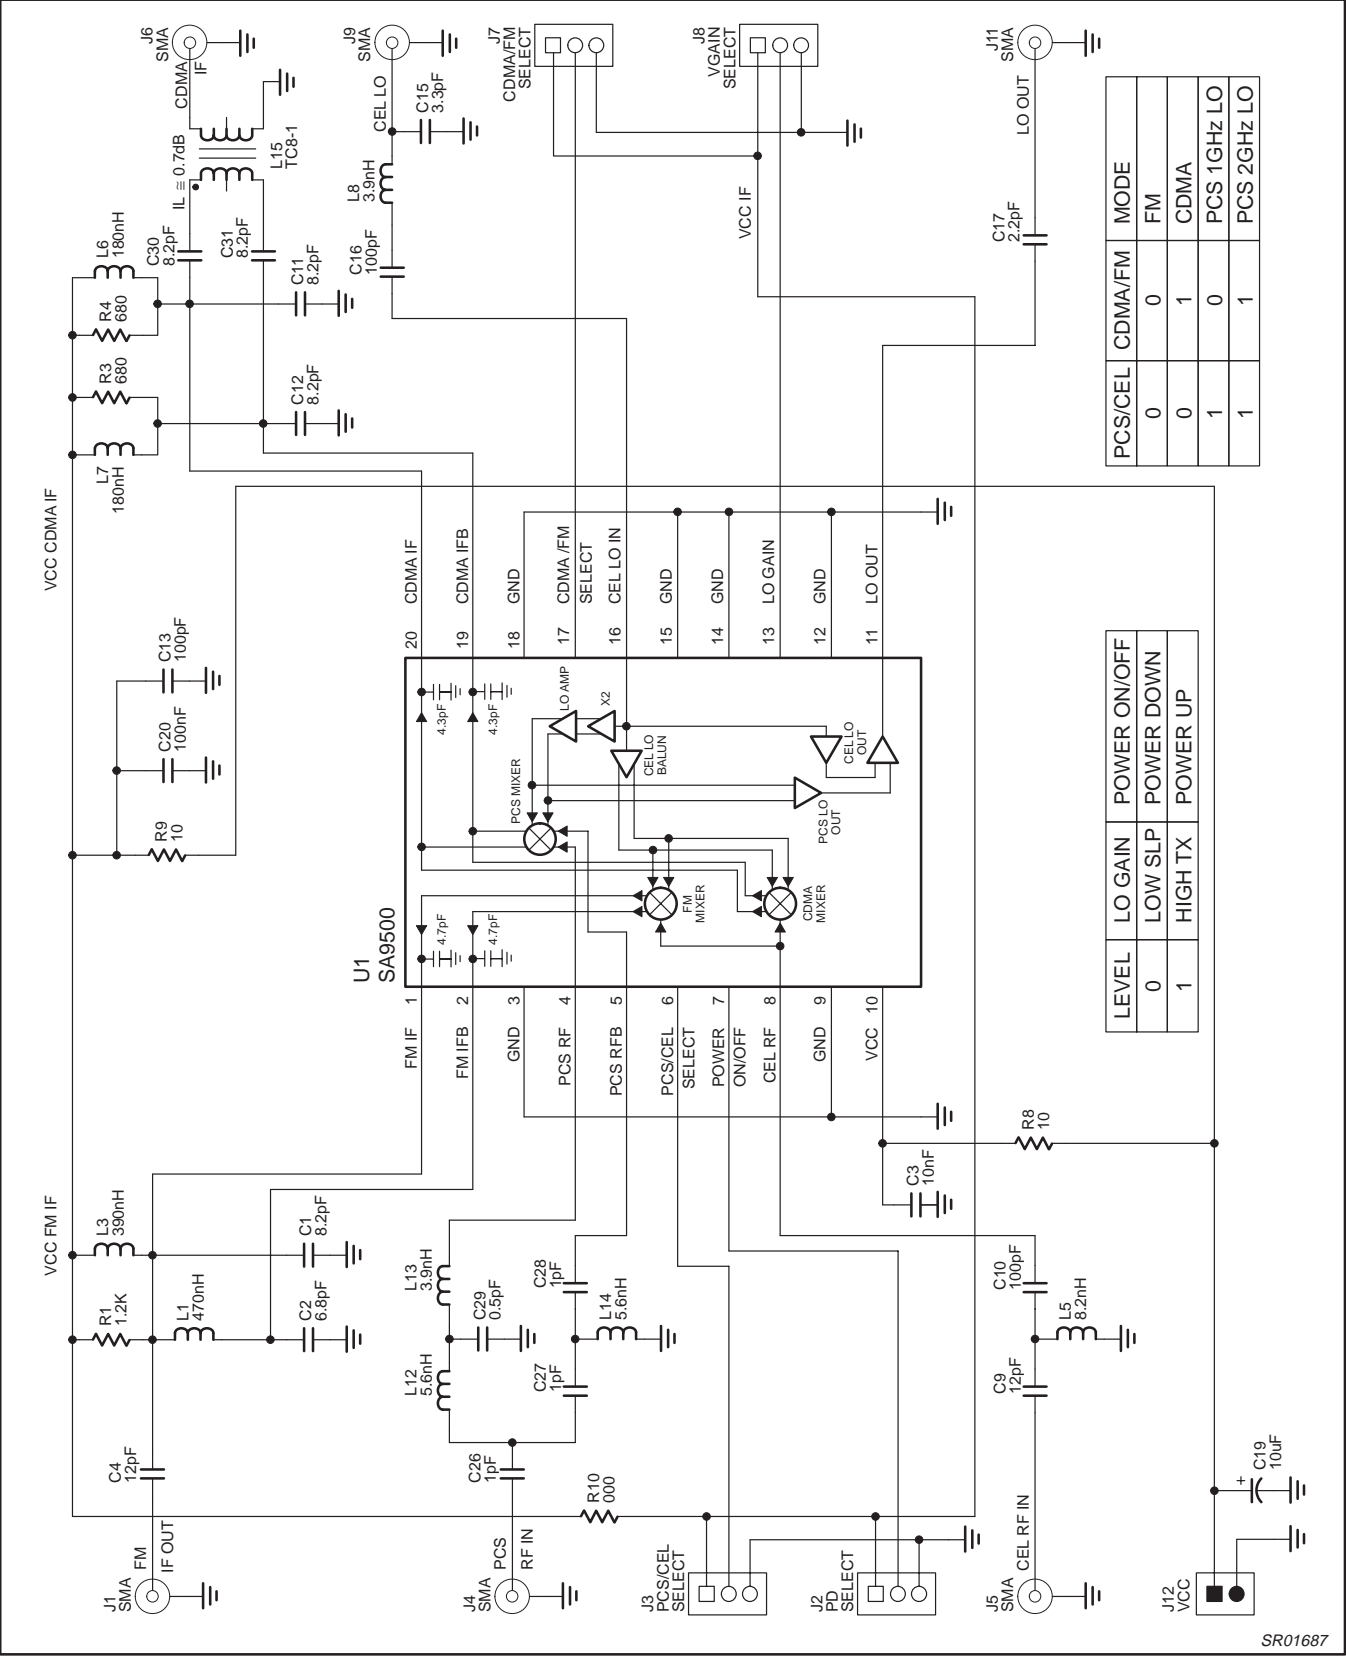 J6
SMA
CDMA
IF
J9
SMA
CEL LO
C15
3.3pF
J7
CDMA/FM
SELECT
J8
VGAIN
SELECT
J11
SMA
LO OUT
IL ≅ 0.7dB
L15
TC8-1
L8
3.9nH
C16
100pF
VCC IF
C17
2.2pF
L6
180nH
C30
8.2pF
C31
8.2pF
C11
8.2pF
R4
680
R3
680
C12
8.2pF
L7
180nH
PCS/CEL CDMA/FM MODE
0 0 FM
0 1 CDMA
1 0 PCS 1GHz LO
1 1 PCS 2GHz LO
VCC CDMA IF
C13
100pF
C20
100nF
R9
10
CDMA IF
CDMA IFB
GND
CDMA /FM
SELECT
CEL LO IN
GND
GND
LO GAIN
GND
LO OUT
20
19
18
17
16
15
14
13
12
11
4.3pF
4.3pF
LO AMP
X2
PCS MIXER
CEL LO
BALUN
CEL LO
OUT
PCS LO
OUT
FM
MIXER
CDMA
MIXER
4.7pF
4.7pF
U1
SA9500
1
2
3
4
5
6
7
8
9
10
FM IF
FM IFB
GND
PCS RF
PCS RFB
PCS/CEL
SELECT
POWER
ON/OFF
CEL RF
GND
VCC
LEVEL LO GAIN POWER ON/OFF
0 LOW SLP POWER DOWN
1 HIGH TX POWER UP
VCC FM IF
L3
390nH
C1
8.2pF
R1
1.2K
L1
470nH
C2
6.8pF
L13
3.9nH
C29
0.5pF
L12
5.6nH
C28
1pF
L14
5.6nH
C27
1pF
C3
10nF
R8
10
C10
100pF
L5
8.2nH
C9
12pF
C4
12pF
C26
1pF
R10
000
J1
SMA
FM
IF OUT
J4
SMA
PCS
RF IN
J3
PCS/CEL
SELECT
J2
PD
SELECT
J5
SMA
CEL RF IN
J12
VCC
+
C19
10uF
SR01687